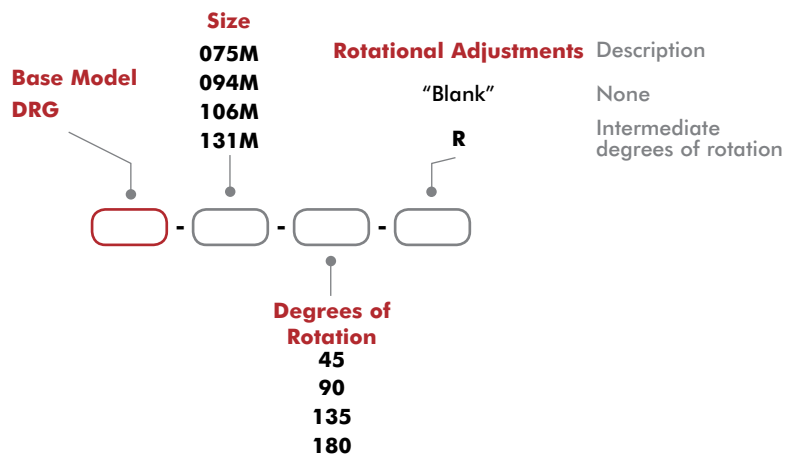 Size
075M
094M
106M
131M
Base Model
DRG
Rotational Adjustments Description
“Blank” None
R Intermediate
degrees of rotation
- - -
Degrees of
Rotation
45
90
135
180